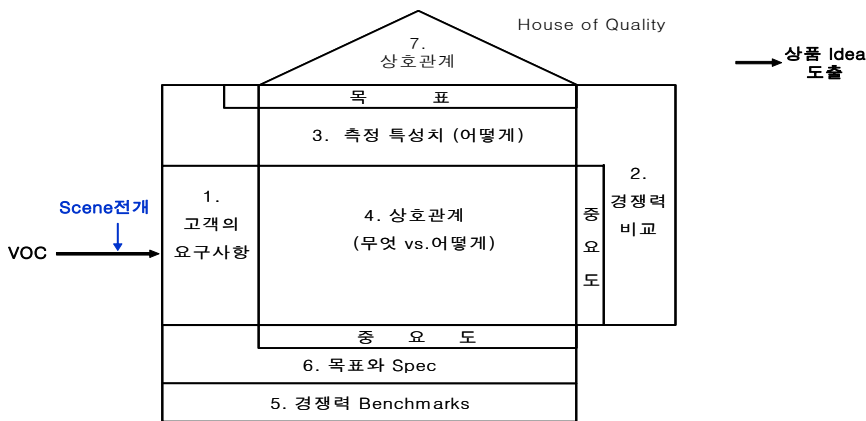 House of Quality
7.
상호관계
상품 Idea
도출
목 표
3. 측정 특성치 (어떻게)
2.
경쟁력
비교
1.
고객의
요구사항
Scene전개
VOC
4. 상호관계
(무엇 vs.어떻게)
중
요
도
중 요 도
6. 목표와 Spec
5. 경쟁력 Benchmarks